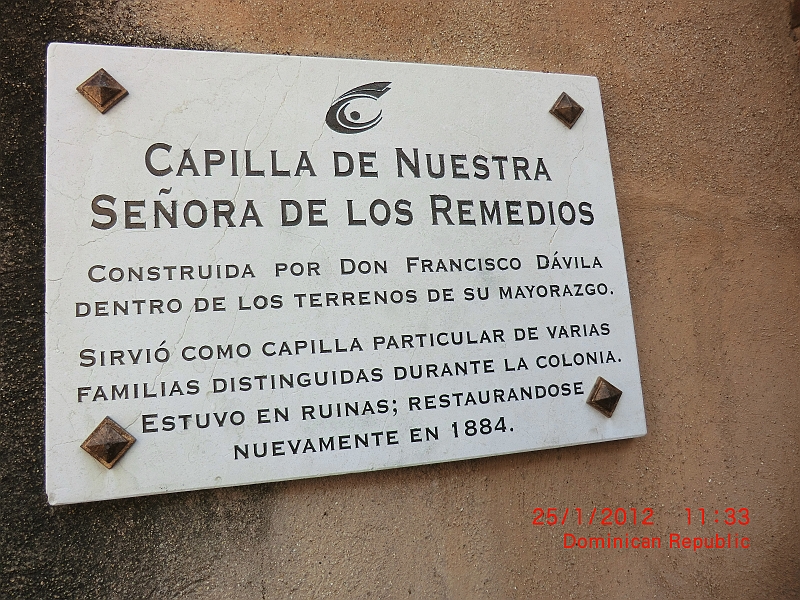 CAPILLA DE NUESTRA
SEÑORA DE LOS REMEDIOS
CONSTRUIDA POR DON FRANCISCO DÁVILA
DENTRO DE LOS TERRENOS DE SU MAYORAZGO.
SIRVIÓ COMO CAPILLA PARTICULAR DE VARIAS
FAMILIAS DISTINGUIDAS DURANTE LA COLONIA.
ESTUVO EN RUINAS; RESTAURANDOSE
NUEVAMENTE EN 1884.
25/1/2012 11:33
Dominican Republic